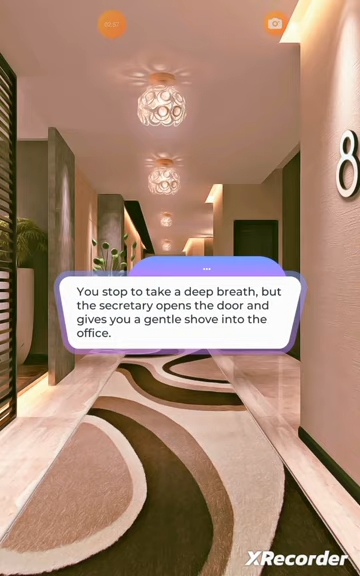 8
...
You stop to take a deep breath, but
the secretary opens the door and
gives you a gentle shove into the
office.
XRecorder